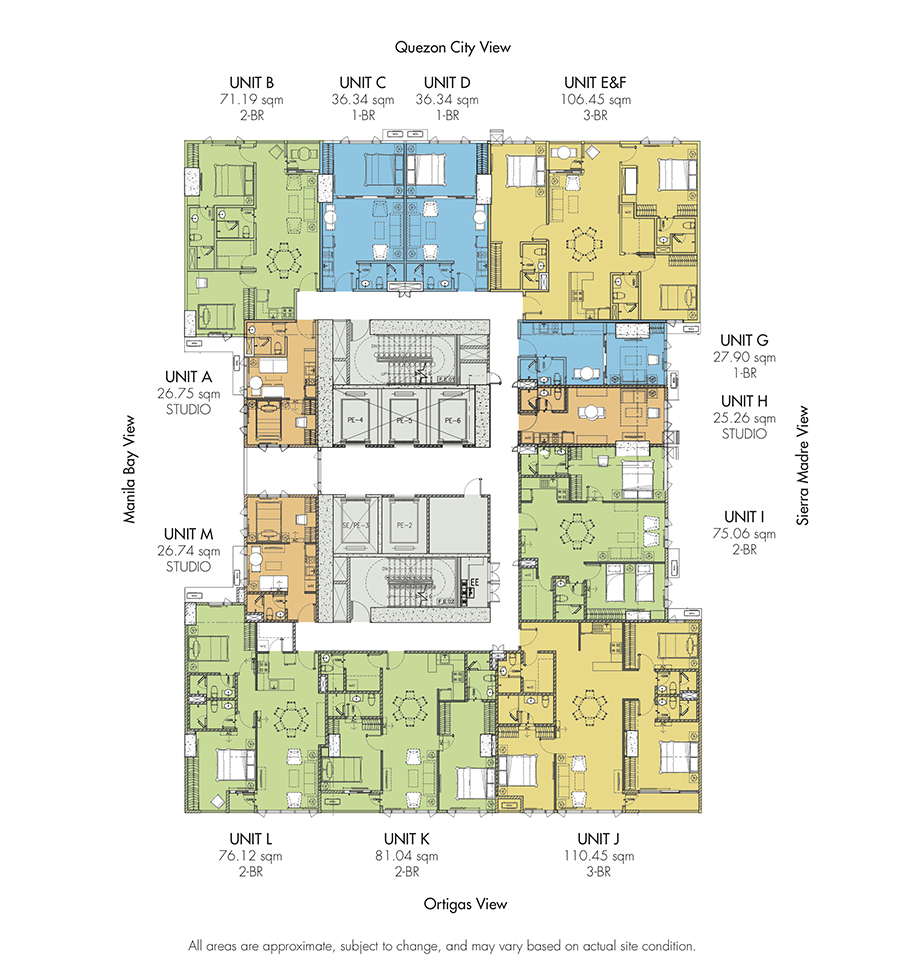 Quezon City View
UNIT B
71.19 sqm
2-BR
UNIT C
36.34 sqm
1-BR
UNIT D
36.34 sqm
1-BR
UNIT E&F
106.45 sqm
3-BR
UNIT A
26.75 sqm
STUDIO
UNIT G
27.90 sqm
1-BR
UNIT H
25.26 sqm
STUDIO
Manila Bay View
Sierra Madre View
PE-4
PE-5
PE-6
SE/PE-3
PE-2
EE
UNIT M
26.74 sqm
STUDIO
UNIT I
75.06 sqm
2-BR
UNIT L
76.12 sqm
2-BR
UNIT K
81.04 sqm
2-BR
UNIT J
110.45 sqm
3-BR
Ortigas View
All areas are approximate, subject to change, and may vary based on actual site condition.